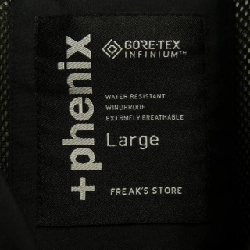 +phenix
GORE-TEX
INFINIUM™
WATER RESISTANT
WINDPROOF
EXTREMELY BREATHABLE
Large
FREAK'S STORE